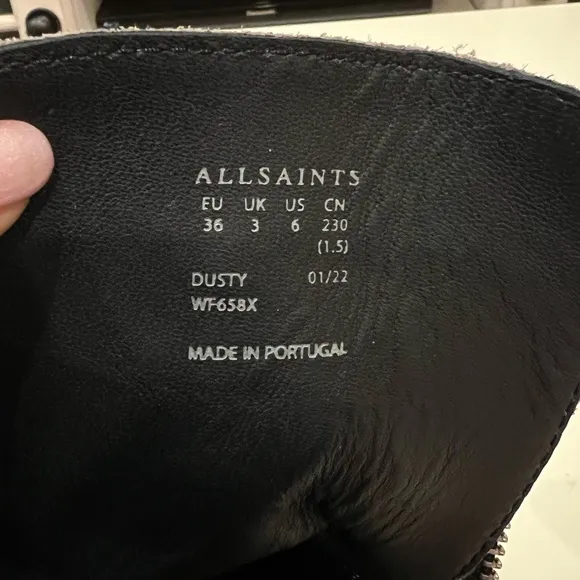 ALLSAINTS
EU UK US CN
36 3 6 230
(1.5)
DUSTY 01/22
WF658X
MADE IN PORTUGAL